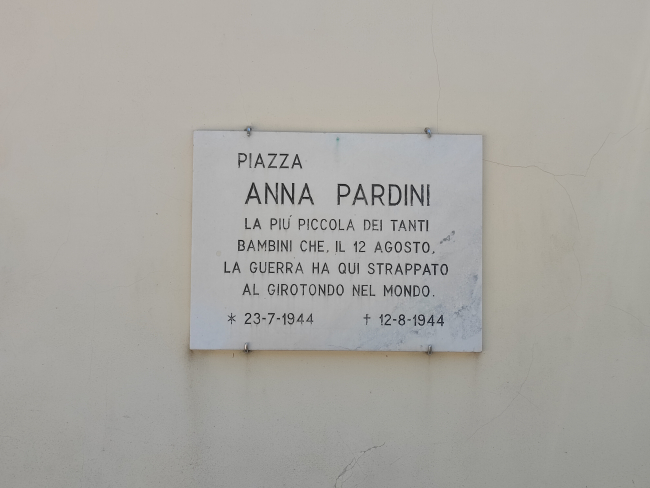 PIAZZA
ANNA PARDINI
LA PIÚ PICCOLA DEI TANTI
BAMBINI CHE, IL 12 AGOSTO,
LA GUERRA HA QUI STRAPPATO
AL GIROTONDO NEL MONDO.
* 23-7-1944 † 12-8-1944